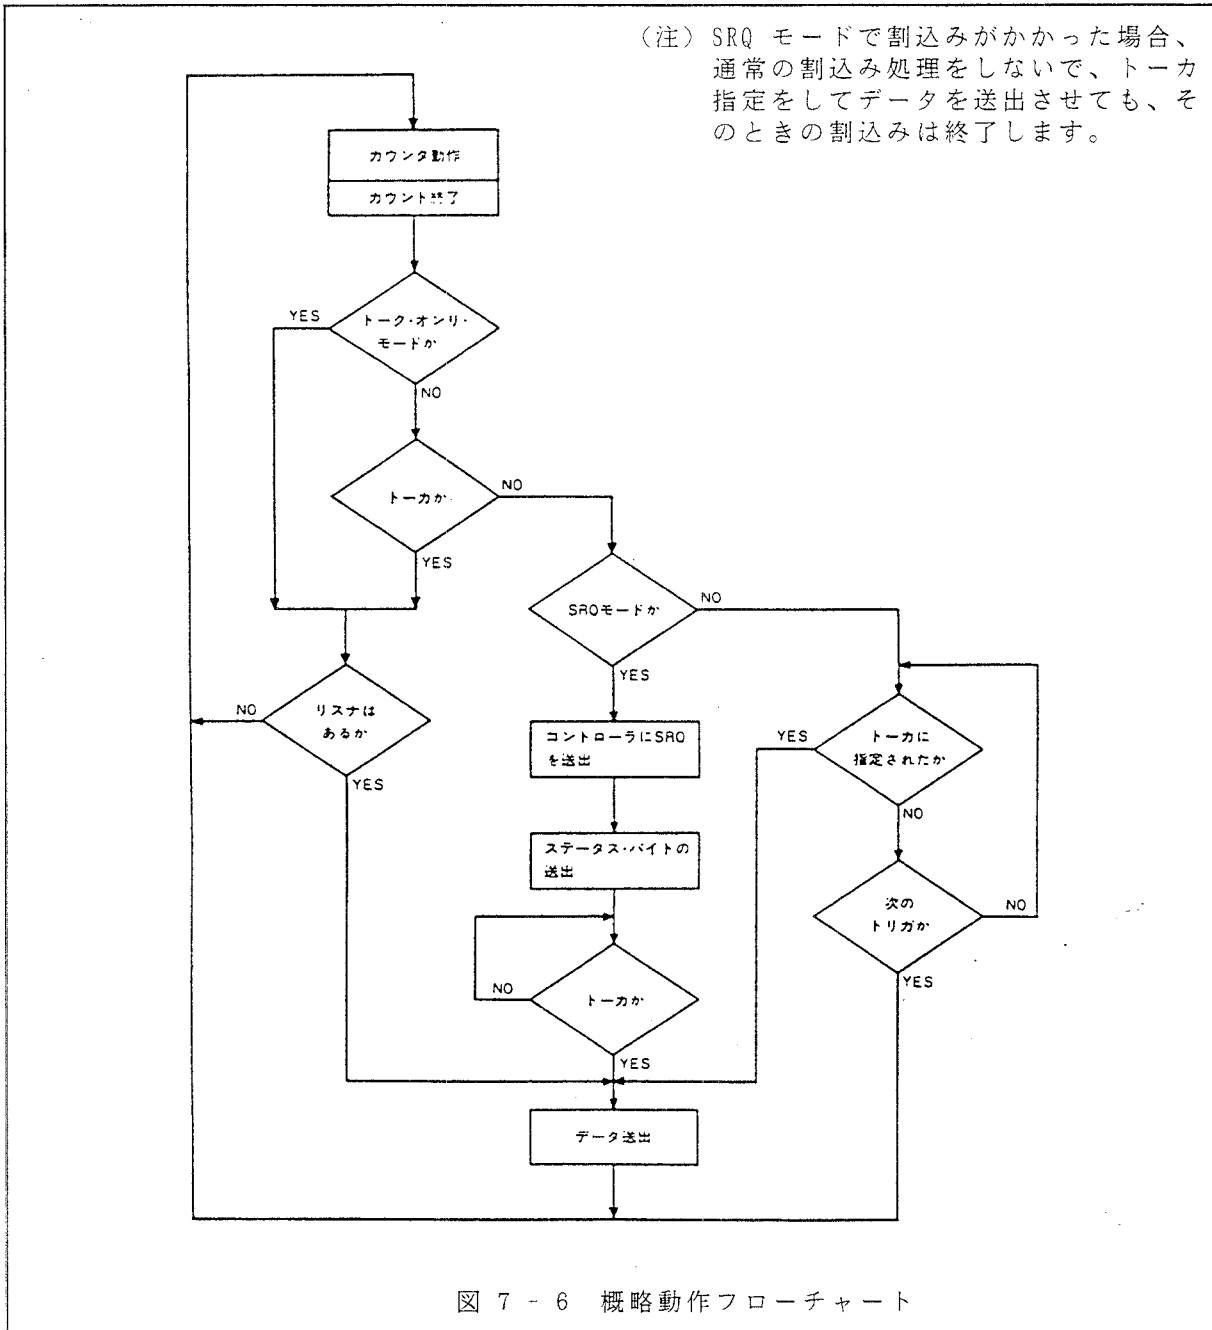 （注）SRQ モードで割込みがかかった場合、
通常の割込み処理をしないで、トーカ
指定をしてデータを送出させても、そ
のときの割込みは終了します。
カウンタ動作
カウント終了
トーク・オンリ・
モードか
YES
NO
トーカか
NO
YES
SRQモードか
NO
YES
リスナは
あるか
NO
YES
コントローラにSRQ
を送出
トーカに
指定されたか
YES
NO
ステータス・バイトの
送出
次の
トリガか
NO
YES
トーカか
NO
YES
データ送出
図 7 - 6 概略動作フローチャート